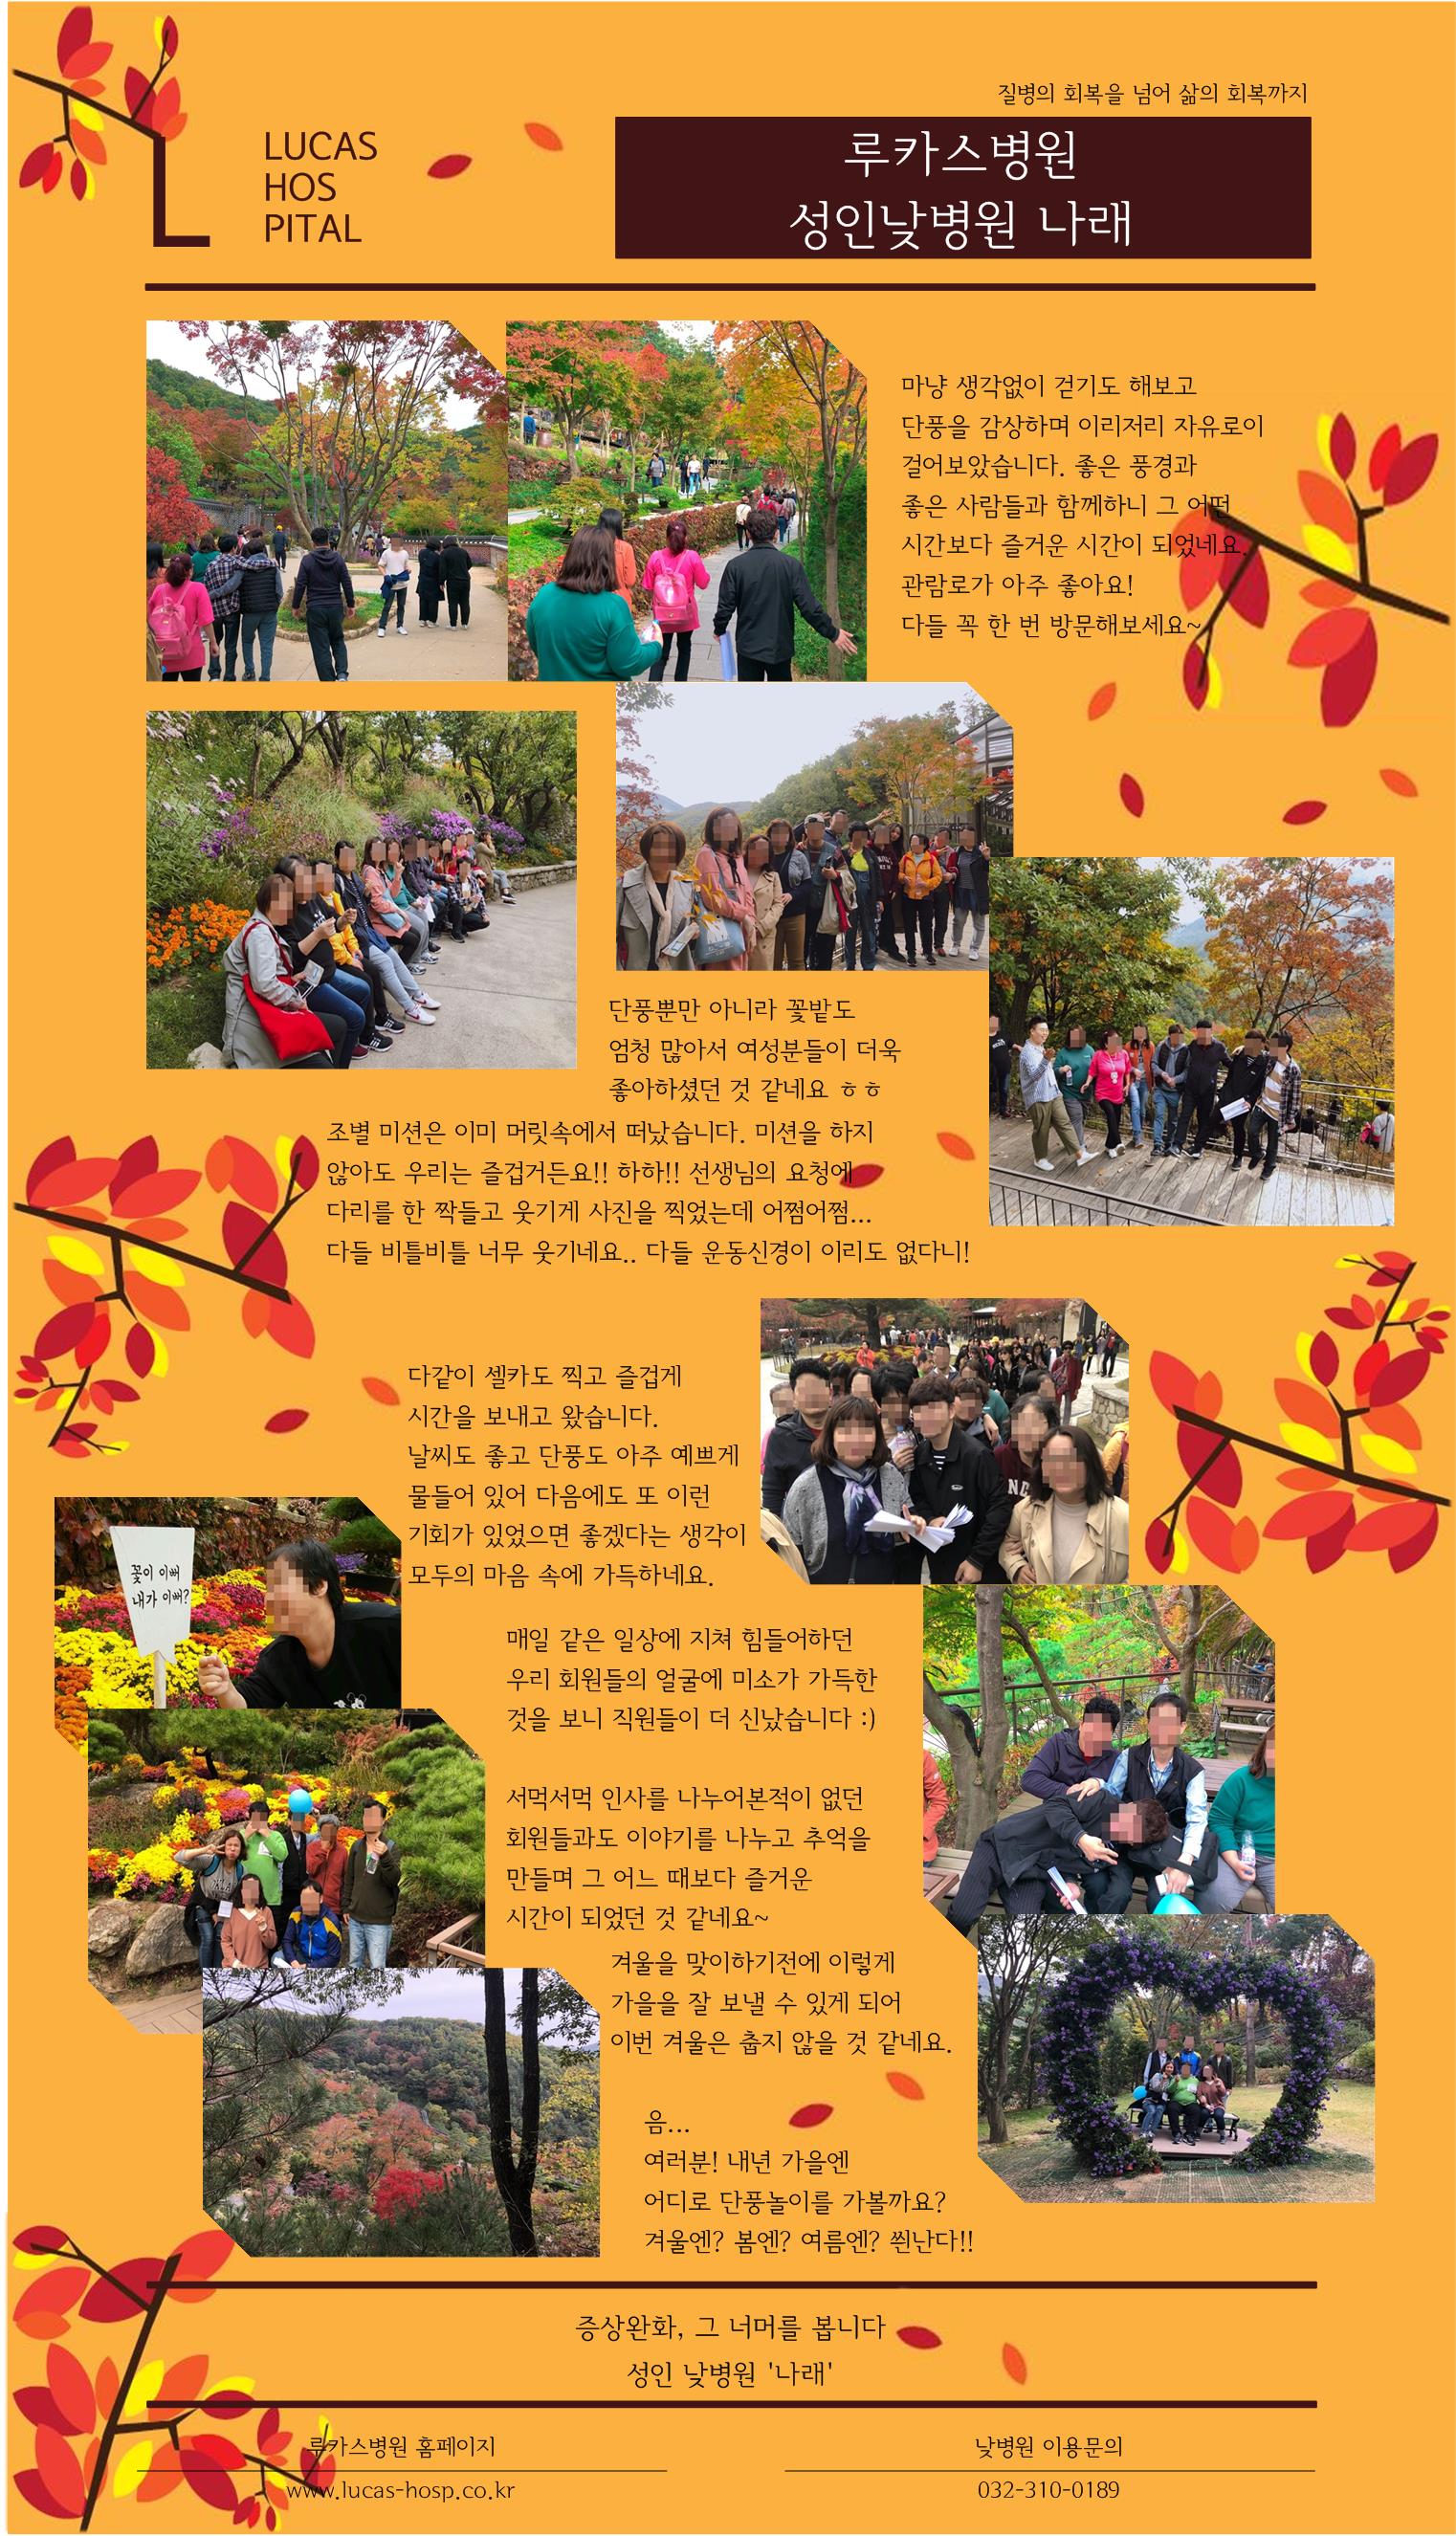 질병의 회복을 넘어 삶의 회복까지
LUCAS
HOS
PITAL
루카스병원
성인낮병원 나래
마냥 생각없이 걷기도 해보고
단풍을 감상하며 이리저리 자유로이
걸어보았습니다. 좋은 풍경과
좋은 사람들과 함께하니 그 어떤
시간보다 즐거운 시간이 되었네요.
관람로가 아주 좋아요!
다들 꼭 한 번 방문해보세요~
단풍뿐만 아니라 꽃밭도
엄청 많아서 여성분들이 더욱
좋아하셨던 것 같네요 ㅎㅎ
조별 미션은 이미 머릿속에서 떠났습니다. 미션을 하지
않아도 우리는 즐겁거든요!! 하하!! 선생님의 요청에
다리를 한 짝들고 웃기게 사진을 찍었는데 어쩜어쩜...
다들 비틀비틀 너무 웃기네요.. 다들 운동신경이 이리도 없다니!
다같이 셀카도 찍고 즐겁게
시간을 보내고 왔습니다.
날씨도 좋고 단풍도 아주 예쁘게
물들어 있어 다음에도 또 이런
기회가 있었으면 좋겠다는 생각이
모두의 마음 속에 가득하네요.
꽃이 이뻐
내가 이뻐?
매일 같은 일상에 지쳐 힘들어하던
우리 회원들의 얼굴에 미소가 가득한
것을 보니 직원들이 더 신났습니다 :)
서먹서먹 인사를 나누어본적이 없던
회원들과도 이야기를 나누고 추억을
만들며 그 어느 때보다 즐거운
시간이 되었던 것 같네요~
겨울을 맞이하기전에 이렇게
가을을 잘 보낼 수 있게 되어
이번 겨울은 춥지 않을 것 같네요.
음...
여러분! 내년 가을엔
어디로 단풍놀이를 가볼까요?
겨울엔? 봄엔? 여름엔? 씐난다!!
증상완화, 그 너머를 봅니다
성인 낮병원 '나래'
루카스병원 홈페이지
www.lucas-hosp.co.kr
낮병원 이용문의
032-310-0189